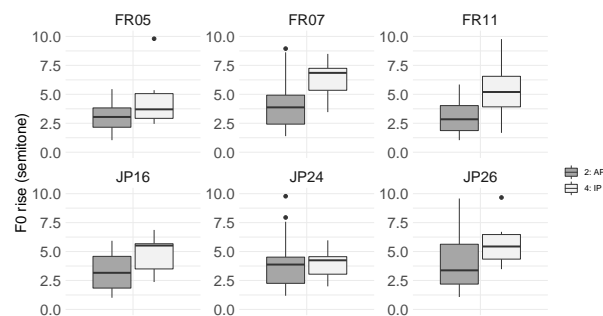 FR05 FR07 FR11
10.0 10.0 10.0
7.5 7.5 7.5
5.0 5.0 5.0
2.5 2.5 2.5
0.0 0.0 0.0
F0 rise (semitone)
2: AP
4: IP
JP16 JP24 JP26
10.0 10.0 10.0
7.5 7.5 7.5
5.0 5.0 5.0
2.5 2.5 2.5
0.0 0.0 0.0